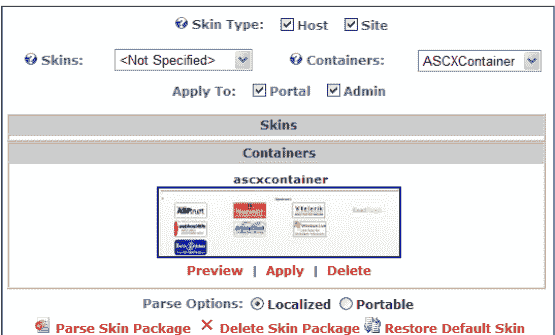 Skin Type: Host Site
Skins: <Not Specified> Containers: ASCXContainer
Apply To: Portal Admin
Skins
Containers
ascxcontainer
Preview | Apply | Delete
Parse Options: Localized Portable
Parse Skin Package Delete Skin Package Restore Default Skin